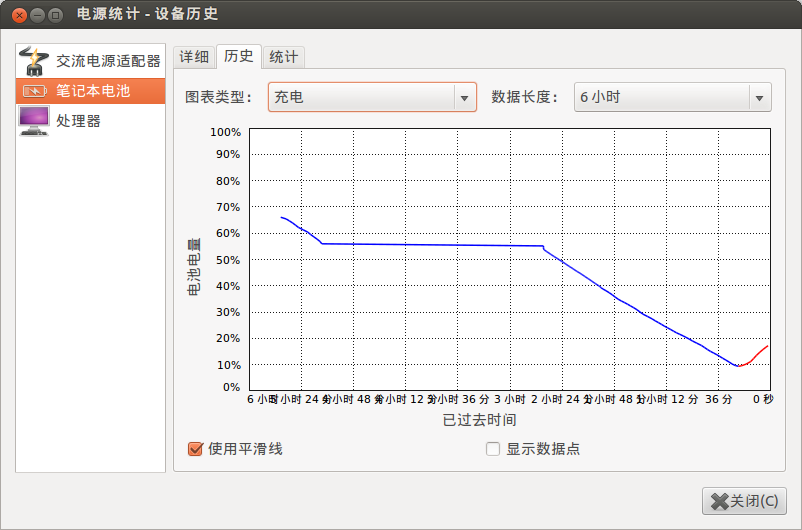 电源统计 - 设备历史
交流电源适配器
笔记本电池
处理器
详细 历史 统计
图表类型： 充电 数据长度： 6 小时
100%
90%
80%
70%
60%
50%
40%
30%
20%
10%
0%
电池电量
6 小时 5 小时 24 分 4 小时 48 分 4 小时 12 分 3 小时 36 分 3 小时 2 小时 24 分 1 小时 48 分 1 小时 12 分 36 分 0 秒
已过去时间
使用平滑线 显示数据点
关闭(C)